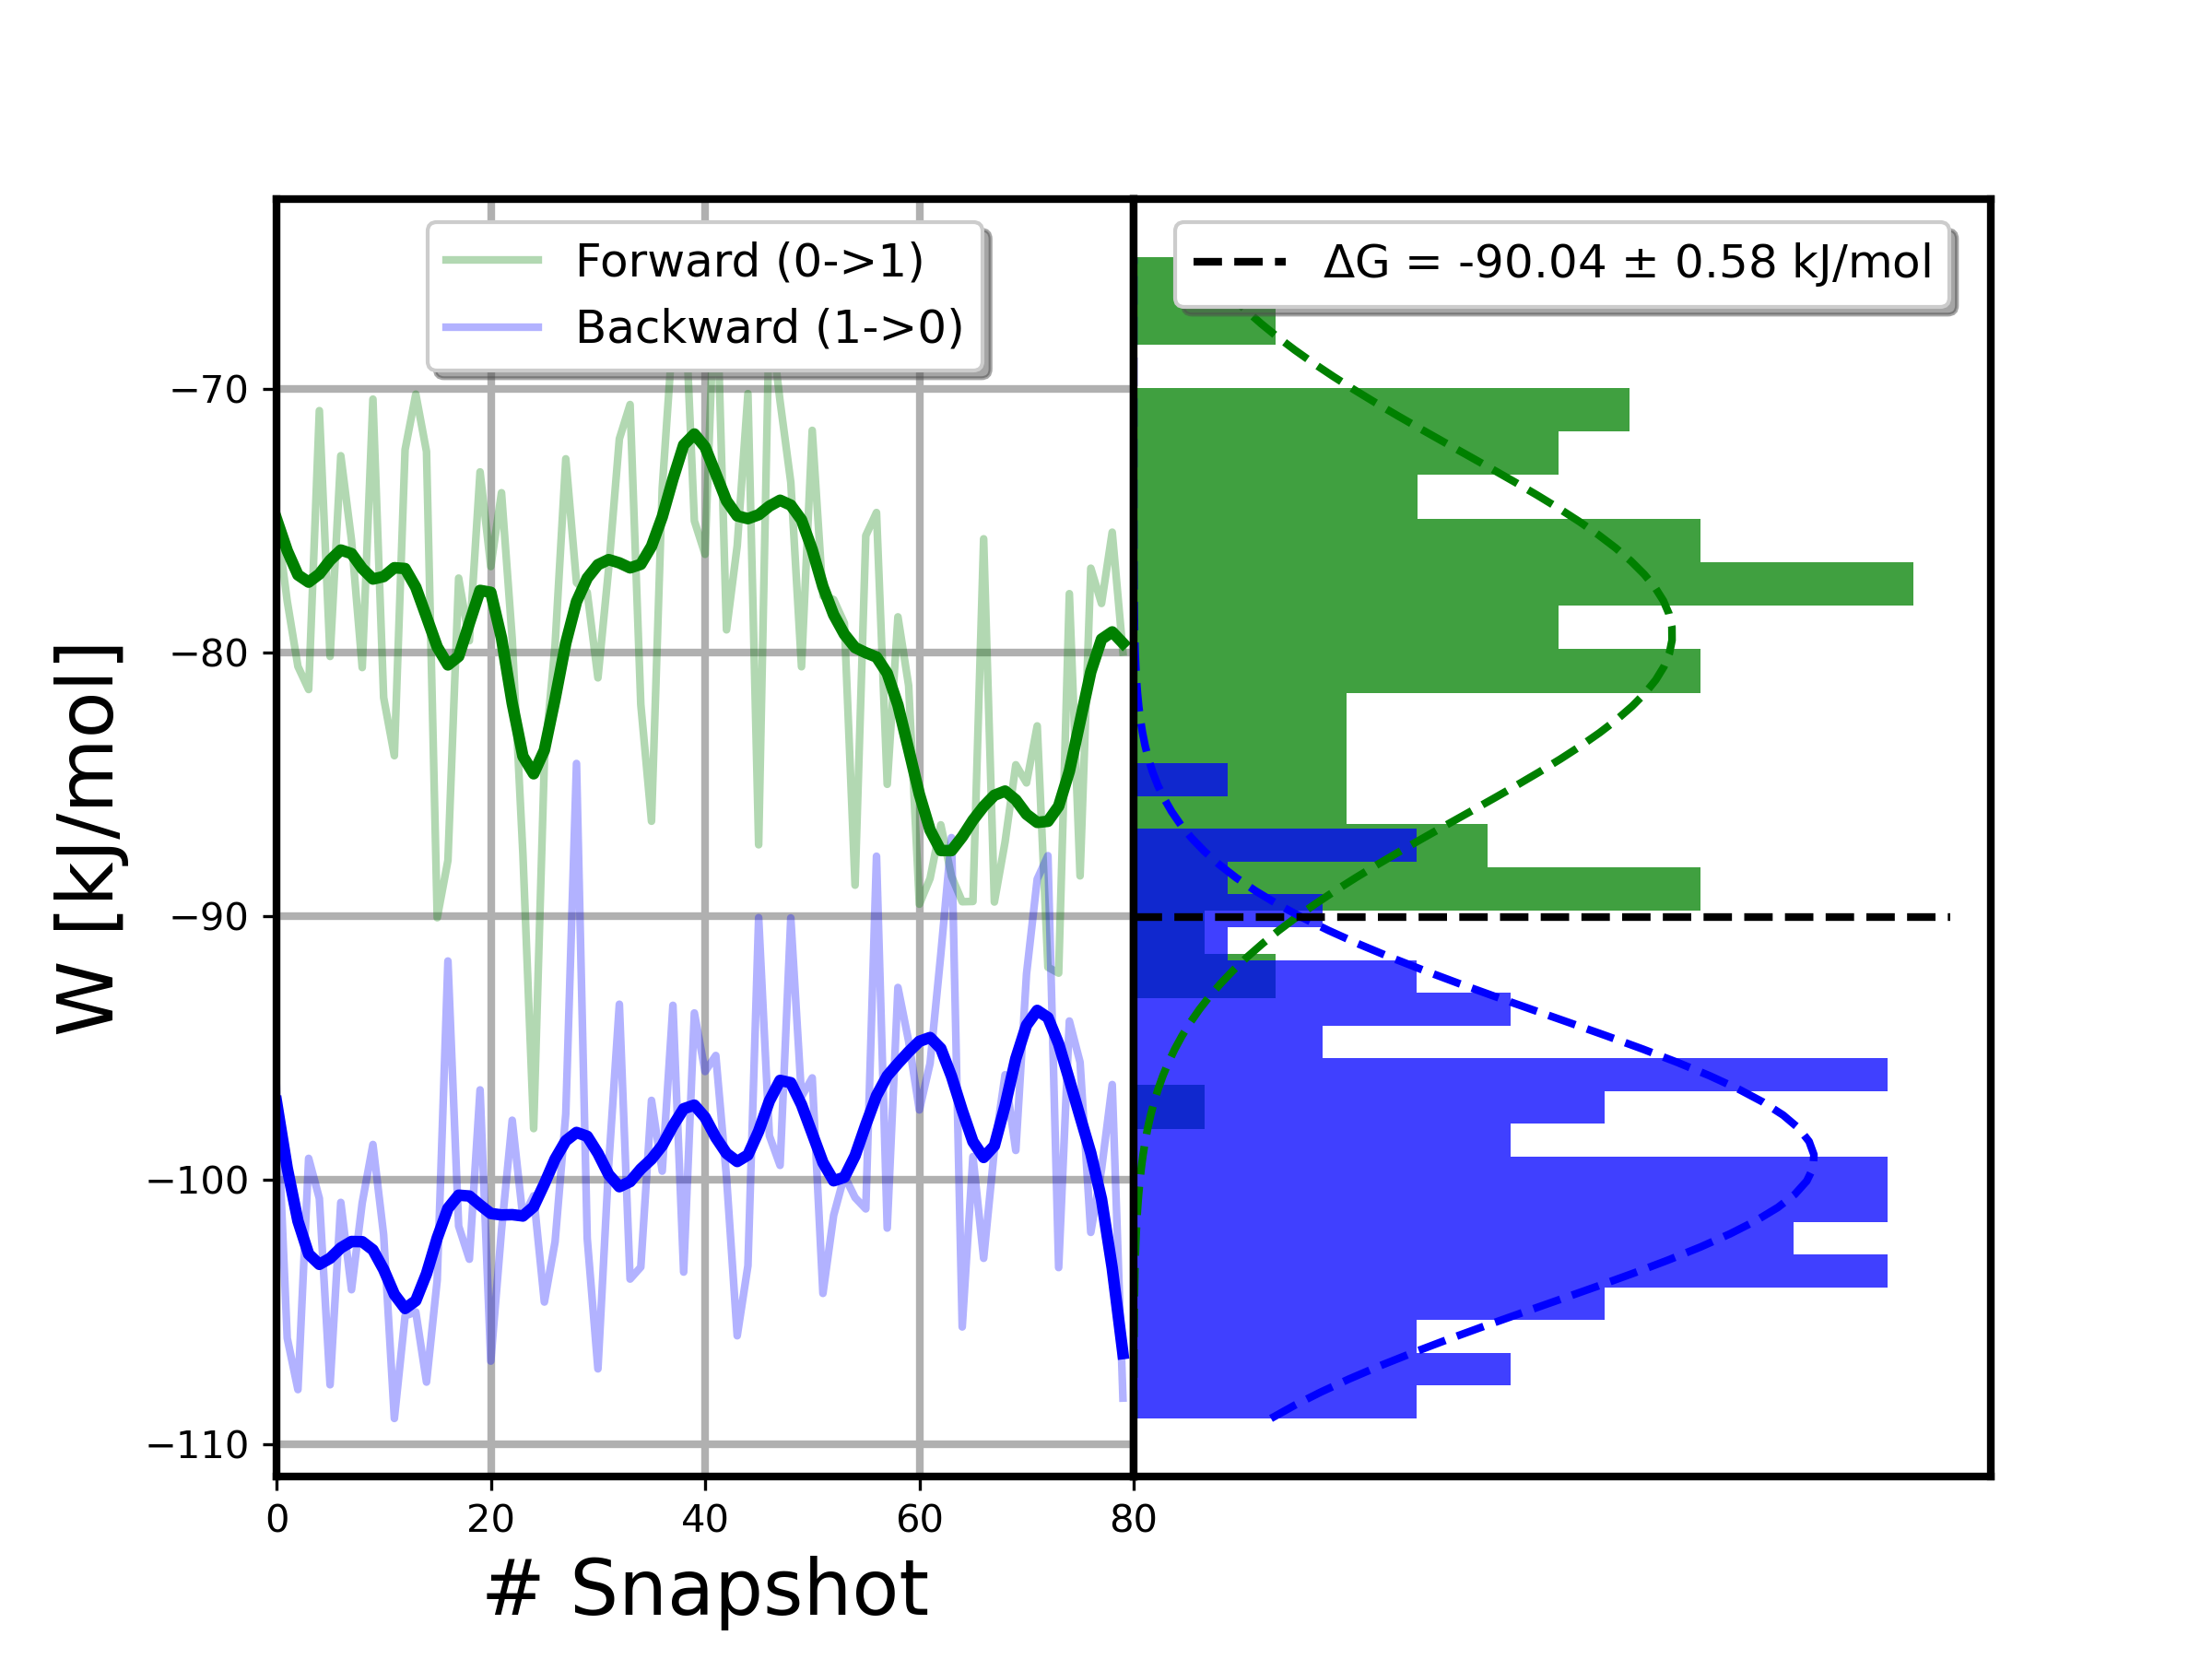 Forward (0->1)
Backward (1->0)
ΔG = -90.04 ± 0.58 kJ/mol
W [kJ/mol]
−70
−80
−90
−100
−110
0 20 40 60 80
# Snapshot